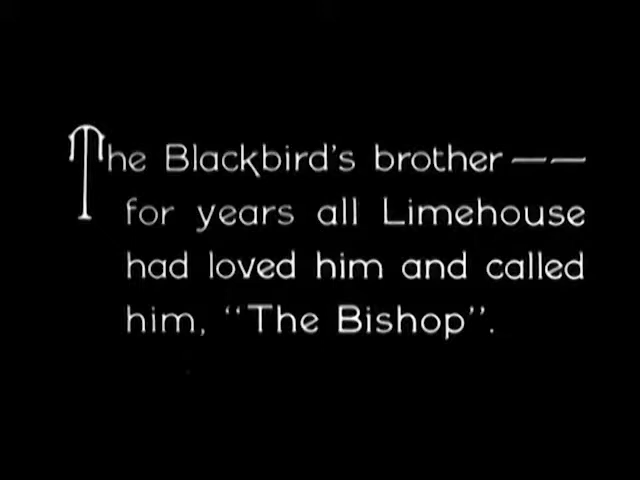 The Blackbird's brother——
for years all Limehouse
had loved him and called
him, "The Bishop".